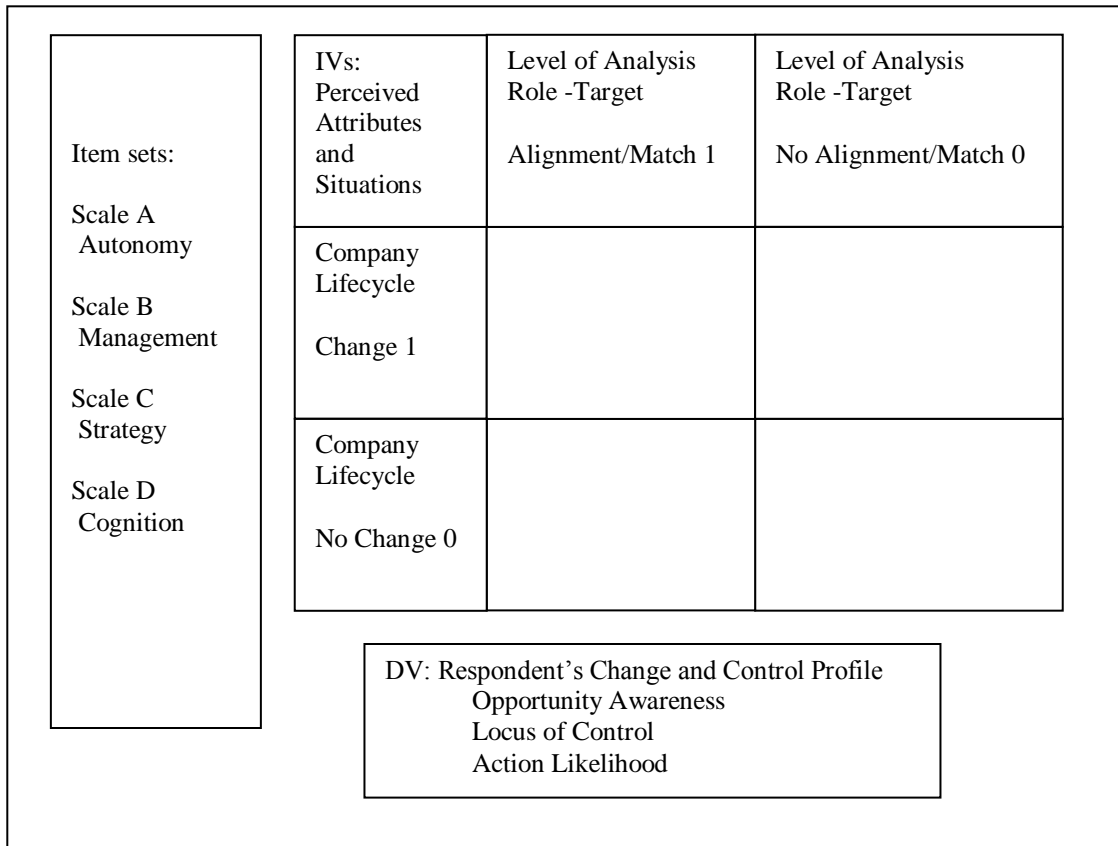 Item sets:
Scale A
Autonomy
Scale B
Management
Scale C
Strategy
Scale D
Cognition
IVs:
Perceived
Attributes
and
Situations
Level of Analysis
Role -Target
Alignment/Match 1
Level of Analysis
Role -Target
No Alignment/Match 0
Company
Lifecycle
Change 1
Company
Lifecycle
No Change 0
DV: Respondent's Change and Control Profile
Opportunity Awareness
Locus of Control
Action Likelihood